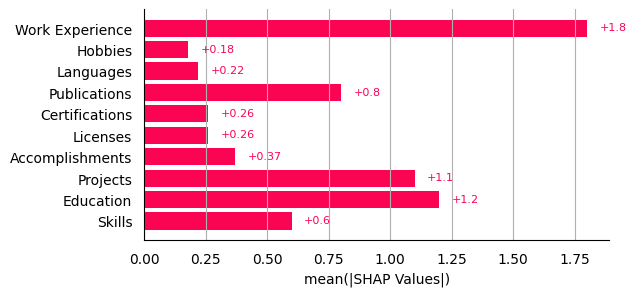 Work Experience +1.8
Hobbies +0.18
Languages +0.22
Publications +0.8
Certifications +0.26
Licenses +0.26
Accomplishments +0.37
Projects +1.1
Education +1.2
Skills +0.6
0.00 0.25 0.50 0.75 1.00 1.25 1.50 1.75
mean(|SHAP Values|)